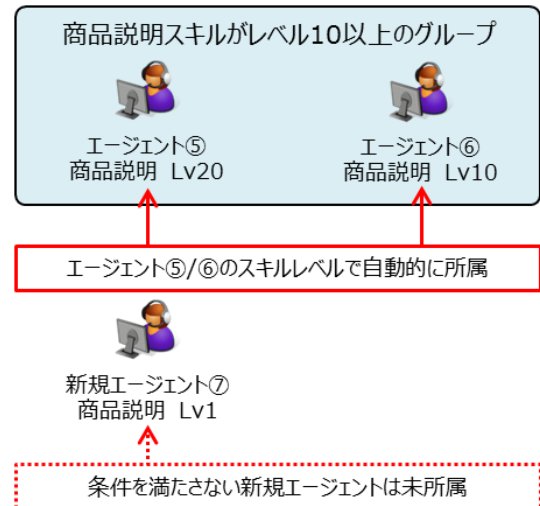 商品説明スキルがレベル10以上のグループ
エージェント⑤
商品説明 Lv20
エージェント⑥
商品説明 Lv10
エージェント⑤/⑥のスキルレベルで自動的に所属
新規エージェント⑦
商品説明 Lv1
条件を満たさない新規エージェントは未所属